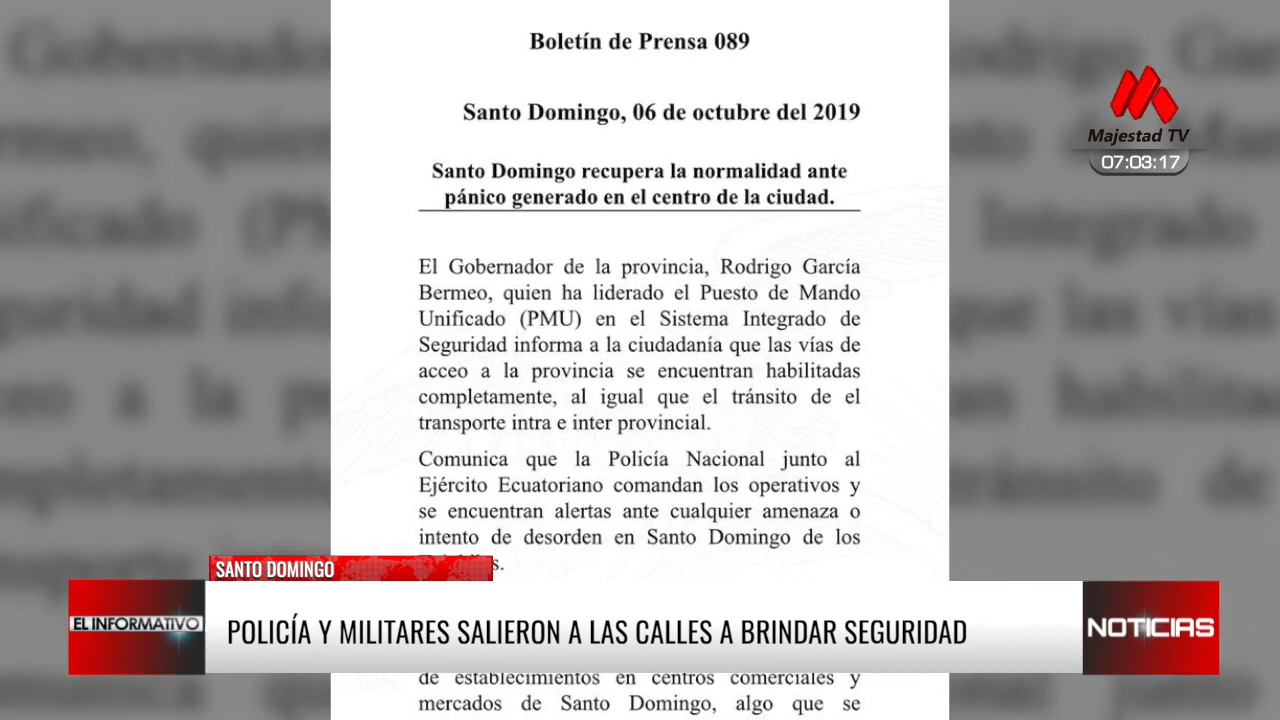 Boletín de Prensa 089
Santo Domingo, 06 de octubre del 2019
Santo Domingo recupera la normalidad ante
pánico generado en el centro de la ciudad.
El Gobernador de la provincia, Rodrigo García
Bermeo, quien ha liderado el Puesto de Mando
Unificado (PMU) en el Sistema Integrado de
Seguridad informa a la ciudadanía que las vías de
acceo a la provincia se encuentran habilitadas
completamente, al igual que el tránsito de el
transporte intra e inter provincial.
Comunica que la Policía Nacional junto al
Ejército Ecuatoriano comandan los operativos y
se encuentran alertas ante cualquier amenaza o
intento de desorden en Santo Domingo de los
Majestad TV
07:03:17
SANTO DOMINGO
EL INFORMATIVO
POLICÍA Y MILITARES SALIERON A LAS CALLES A BRINDAR SEGURIDAD
NOTICIAS
de establecimientos en centros comerciales y
mercados de Santo Domingo, algo que se